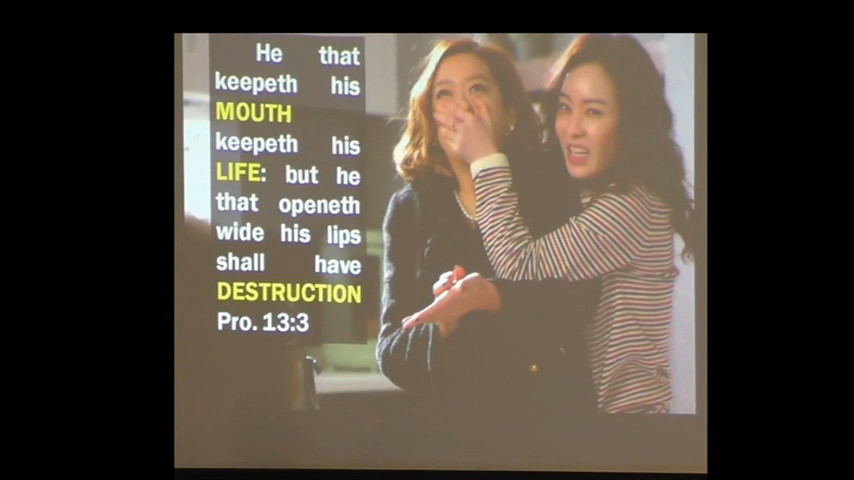 He that
keepeth his
MOUTH
keepeth his
LIFE: but he
that openeth
wide his lips
shall have
DESTRUCTION
Pro. 13:3